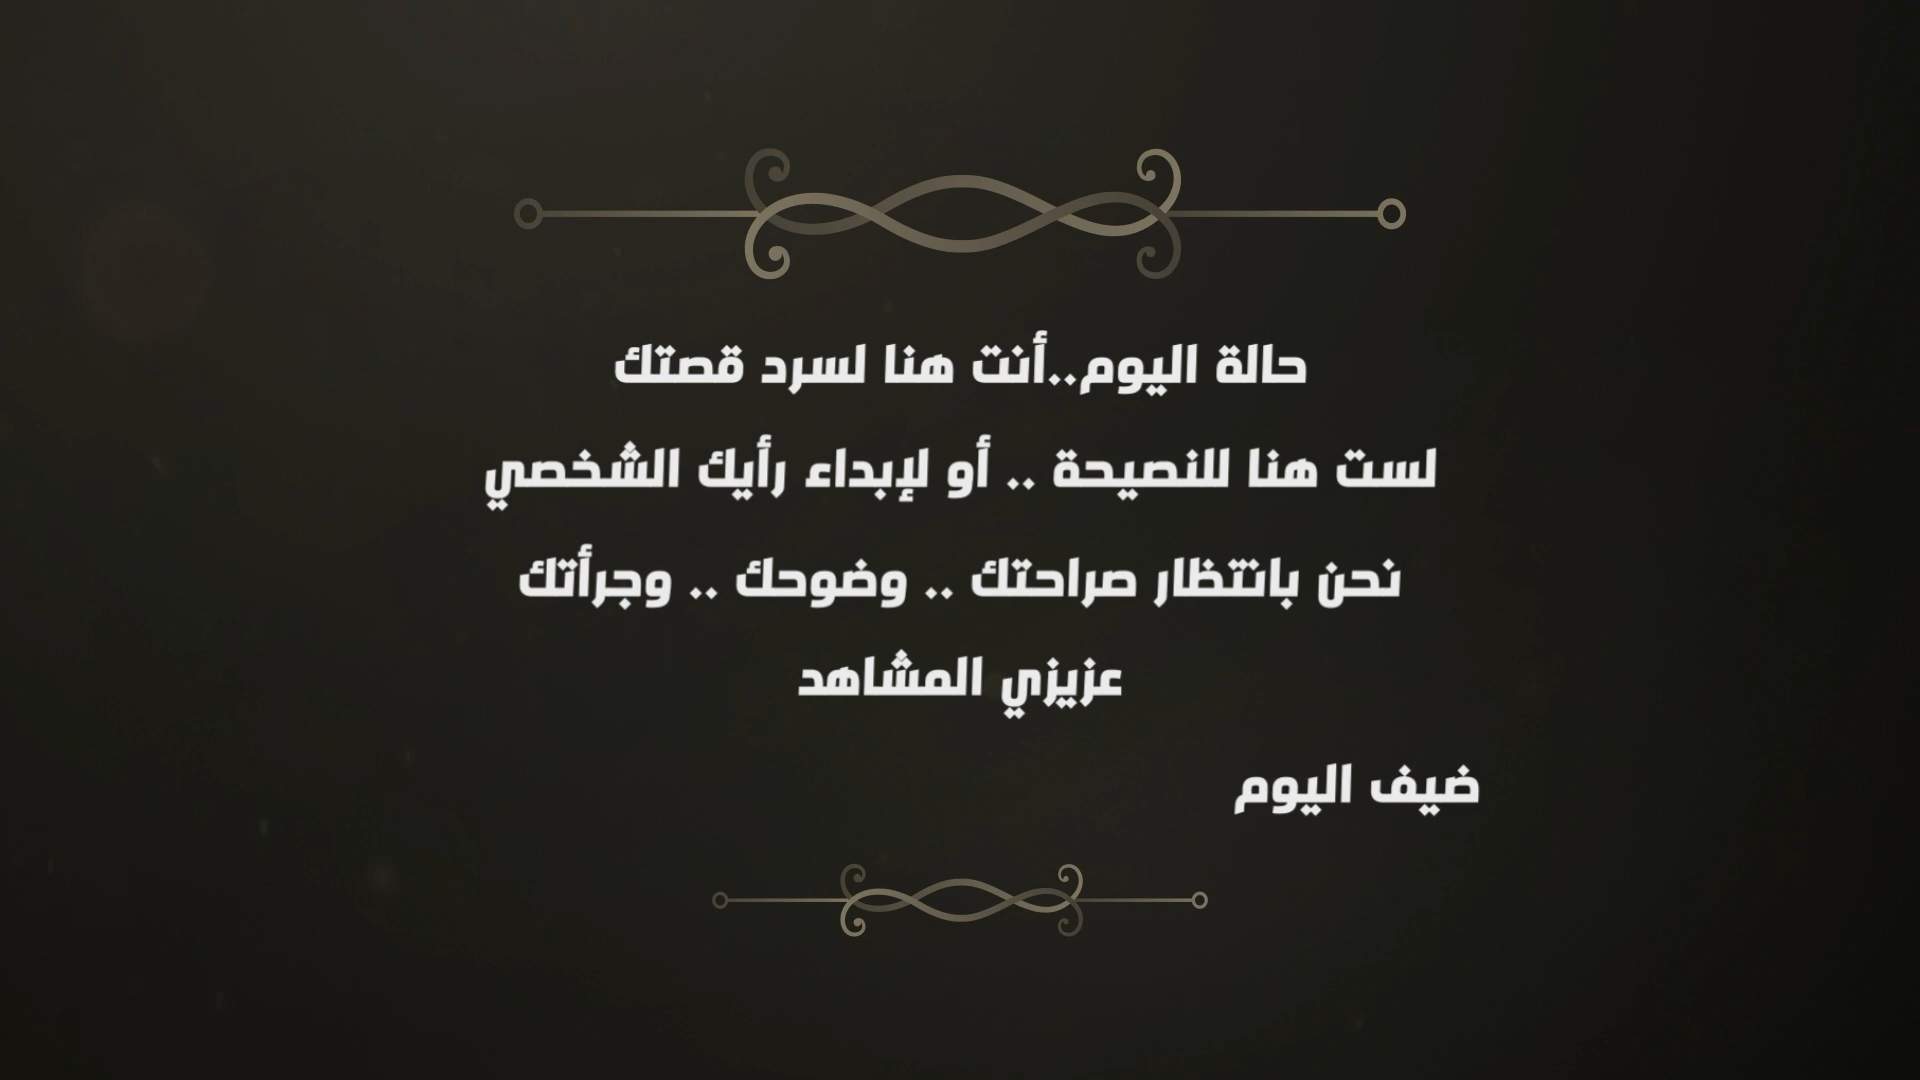 حالة اليوم..أنت هنا لسرد قصتك
لست هنا للنصيحة .. أو لإبداء رأيك الشخصي
نحن بانتظار صراحتك .. وضوحك .. وجرأتك
عزيزي المشاهد
ضيف اليوم